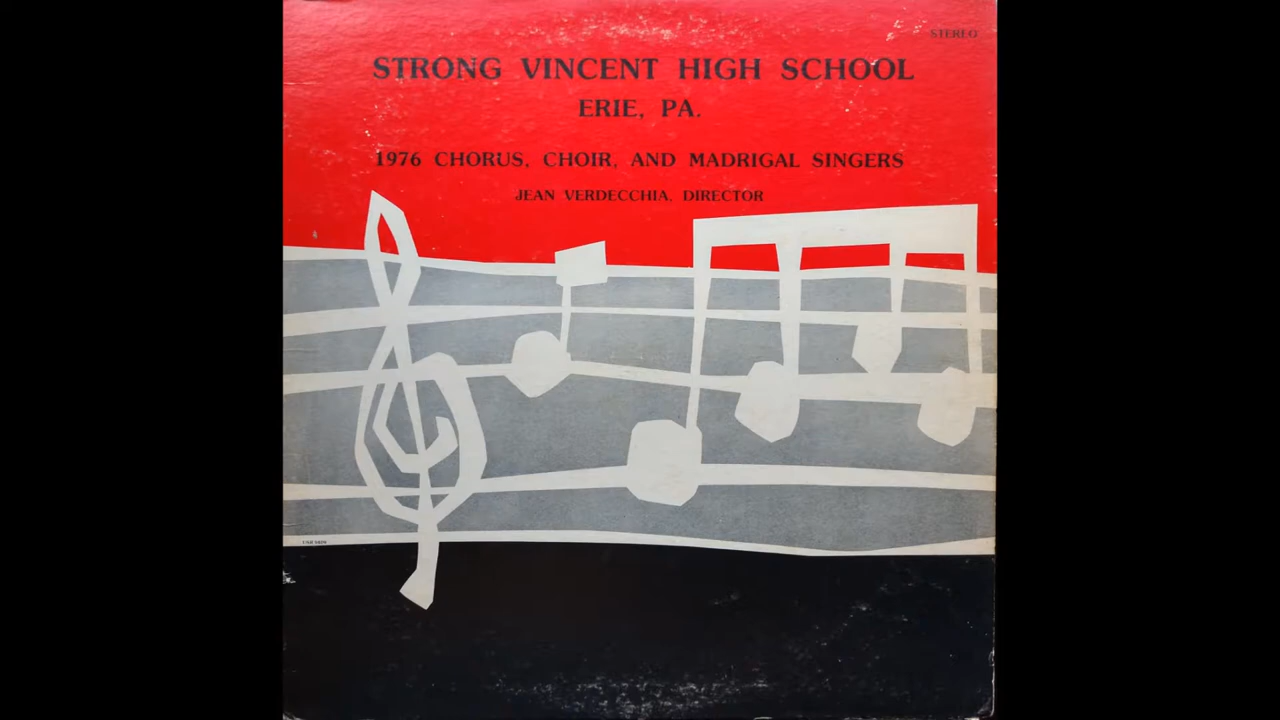 STEREO
STRONG VINCENT HIGH SCHOOL
ERIE, PA.
1976 CHORUS, CHOIR, AND MADRIGAL SINGERS
JEAN VERDECCHIA, DIRECTOR